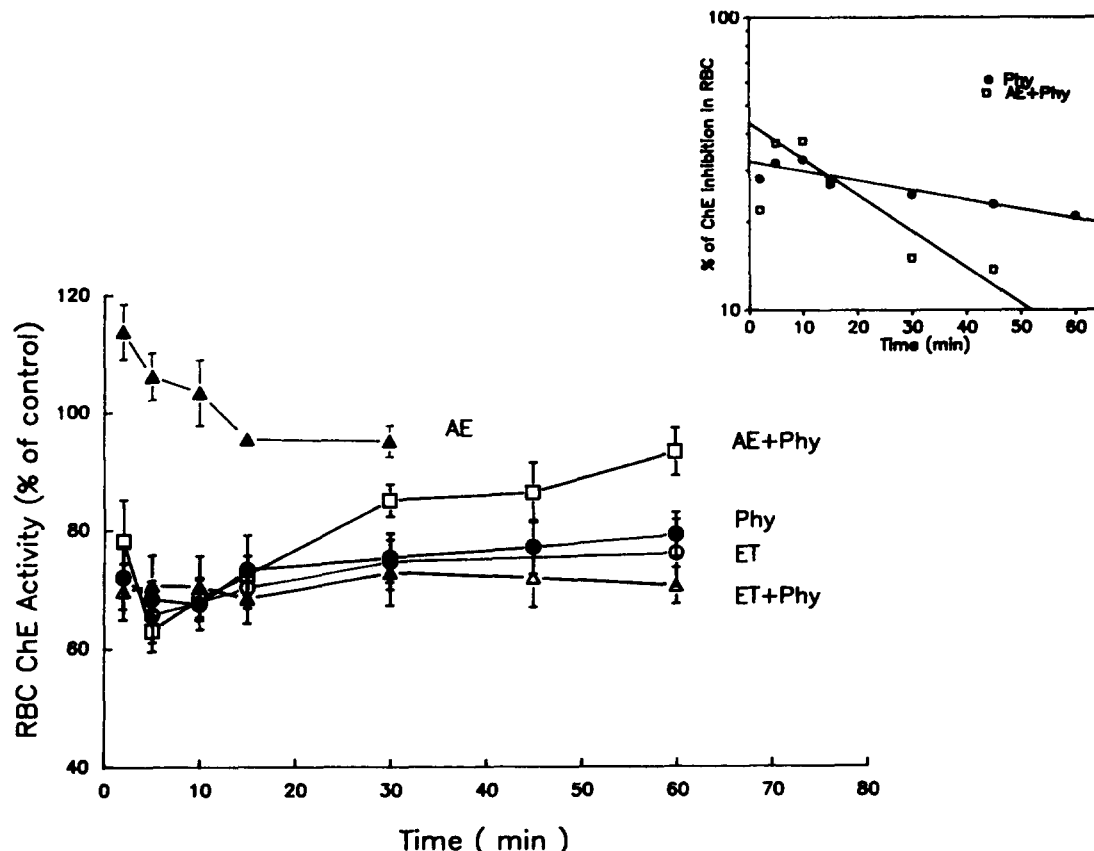 100
% of ChE inhibition in RBC
Phy
AE+Phy
10
0 10 20 30 40 50 60
Time (min)
120
100
80
60
40
RBC ChE Activity (% of control)
AE
AE+Phy
Phy
ET
ET+Phy
0 10 20 30 40 50 60 70 80
Time ( min )